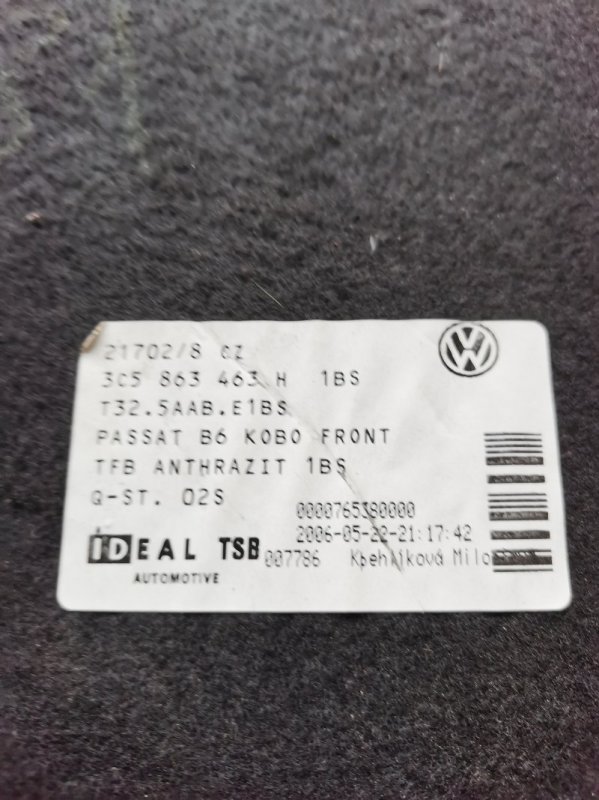 21702/8 CZ
3C5 863 463 H 1BS
T32.5AAB.E1BS
PASSAT B6 KOBO FRONT
TFB ANTHRAZIT 1BS
Q-ST. 02S
0000765380000
2006-05-22-21:17:42
IDEAL TSB
007786
AUTOMOTIVE